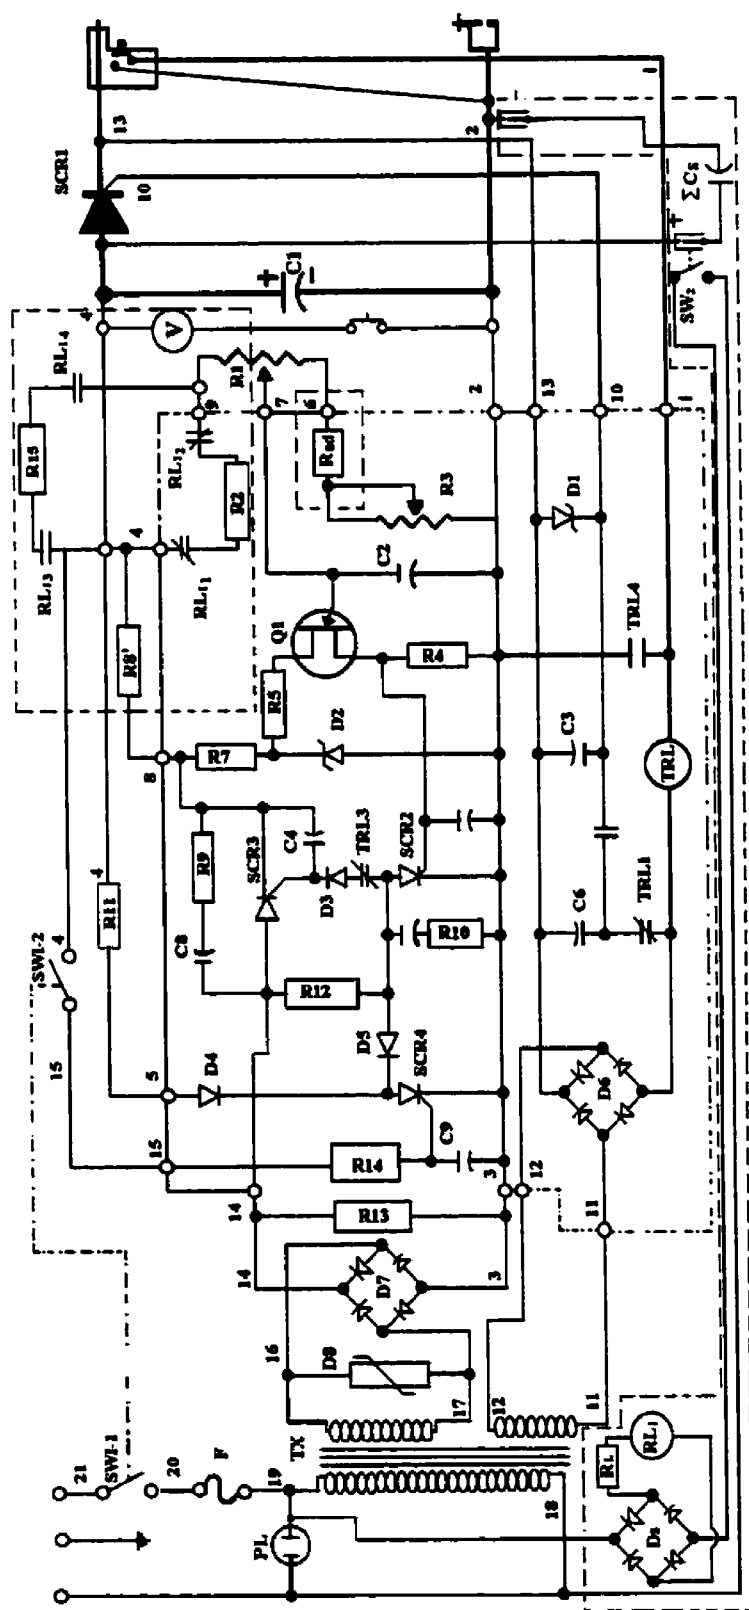 SCR1
13
10
+
2
1
ΣCs
+
SW2
+
C1
4
V
RL14
R15
RL13
R1
9
7
6
RL12
R2
Rad
R3
4
RL11
2
13
10
1
D1
C2
Q1
R4
TRL4
R8'
R5
D2
8
R7
C3
TRL
R9
SCR3
C4
TRL3
D3
SCR2
C6
TRL1
4
R11
C8
R12
R10
SWI-2
4
15
5
D4
D5
SCR4
D6
15
R14
C9
3
12
14
R13
11
14
D7
3
16
D8
17
12
11
TX
21
SWI-1
20
F
19
18
PL
RL
RL1
Ds